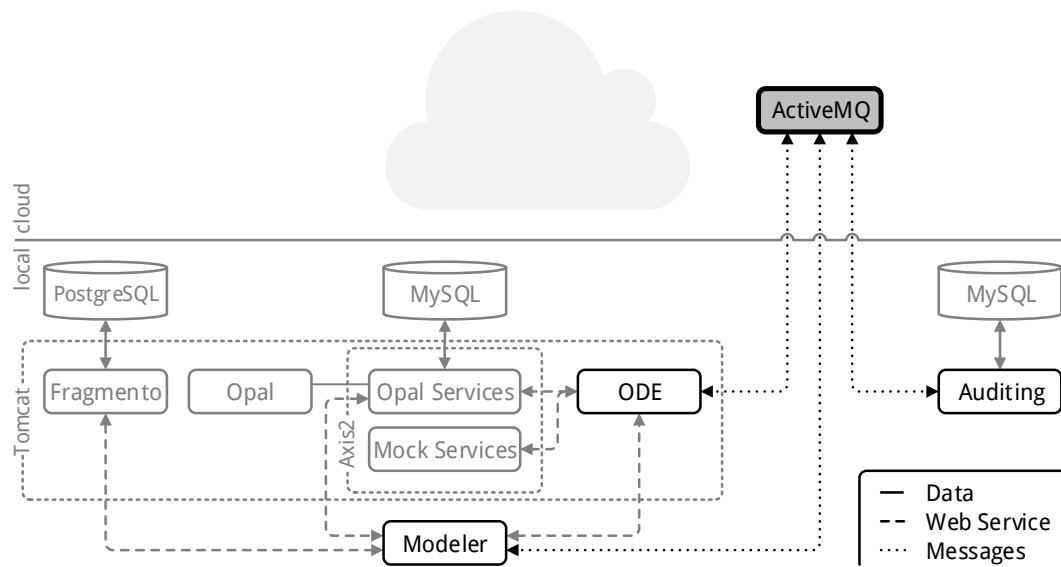 ActiveMQ
cloud
local
PostgreSQL
MySQL
MySQL
Tomcat
Fragmento
Opal
Axis2
Opal Services
ODE
Auditing
Mock Services
Modeler
Data
Web Service
Messages